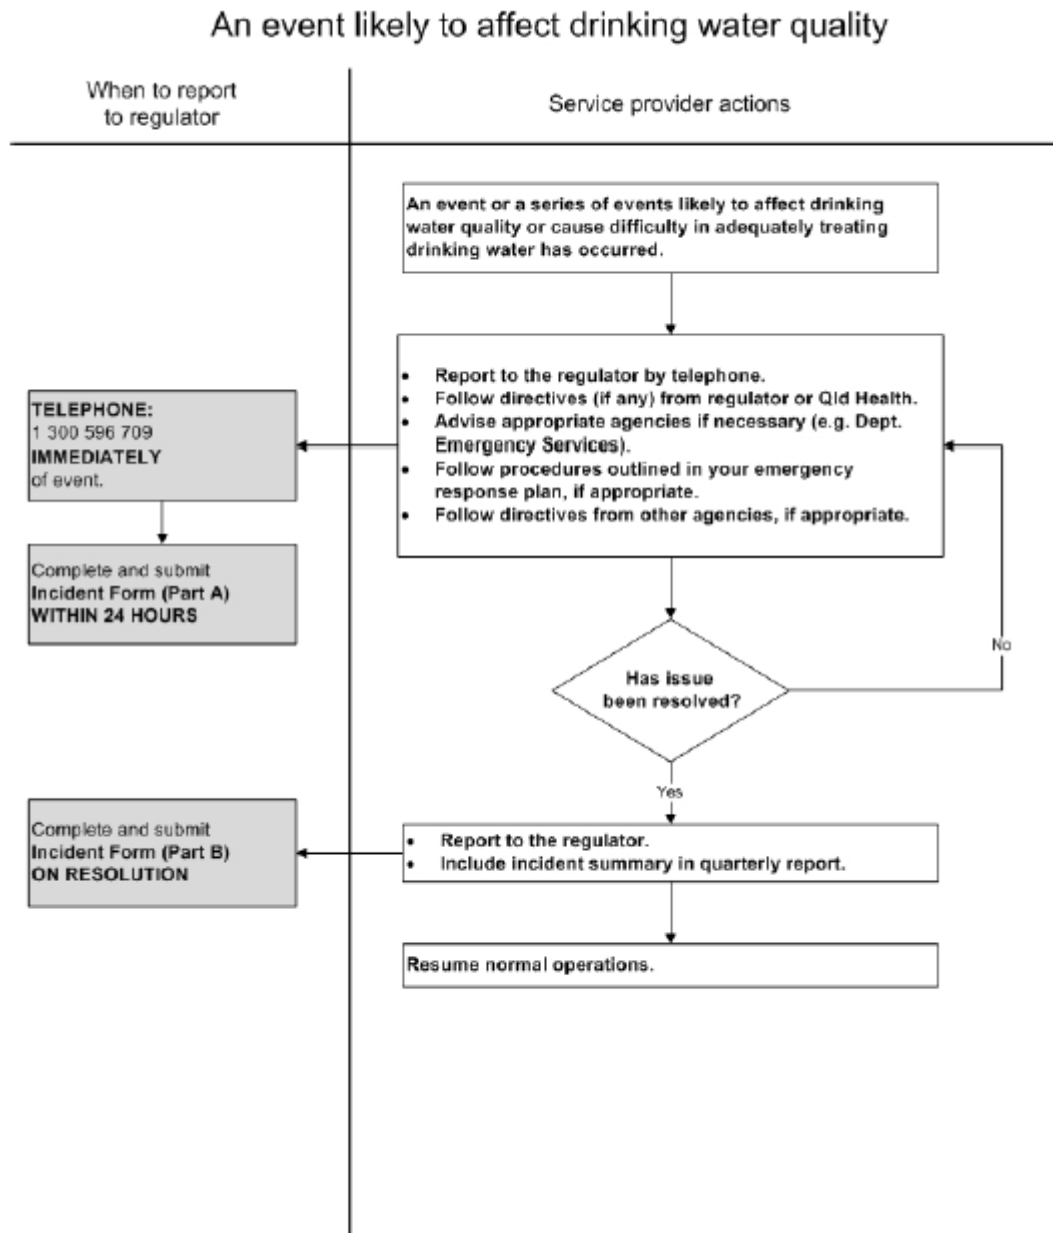 An event likely to affect drinking water quality
When to report
to regulator
Service provider actions
An event or a series of events likely to affect drinking
water quality or cause difficulty in adequately treating
drinking water has occurred.
• Report to the regulator by telephone.
• Follow directives (if any) from regulator or Qld Health.
• Advise appropriate agencies if necessary (e.g. Dept.
Emergency Services).
• Follow procedures outlined in your emergency
response plan, if appropriate.
• Follow directives from other agencies, if appropriate.
TELEPHONE:
1 300 596 709
IMMEDIATELY
of event.
Complete and submit
Incident Form (Part A)
WITHIN 24 HOURS
Has issue
been resolved?
No
Yes
• Report to the regulator.
• Include incident summary in quarterly report.
Complete and submit
Incident Form (Part B)
ON RESOLUTION
Resume normal operations.